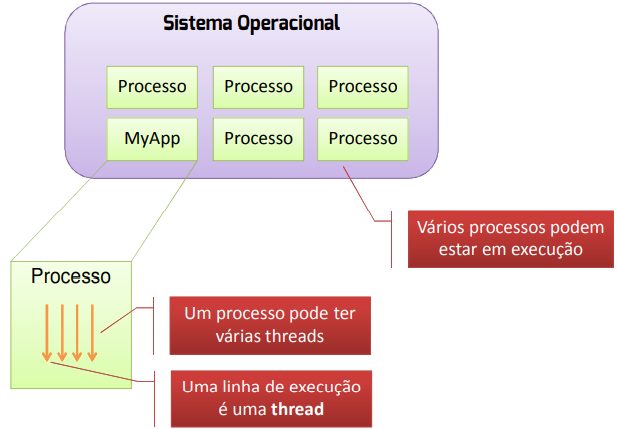 Sistema Operacional
Processo
Processo
Processo
MyApp
Processo
Processo
Vários processos podem
estar em execução
Processo
Um processo pode ter
várias threads
Uma linha de execução
é uma thread